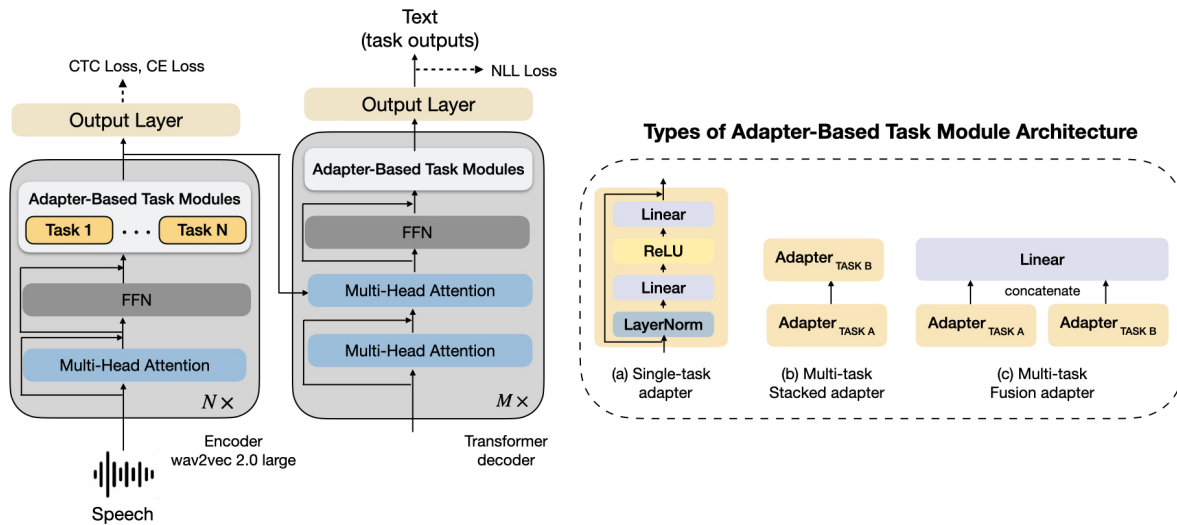 CTC Loss, CE Loss
Output Layer
Adapter-Based Task Modules
Task 1 . . . Task N
FFN
Multi-Head Attention
N ×
Encoder
wav2vec 2.0 large
Speech
Text
(task outputs)
NLL Loss
Output Layer
Adapter-Based Task Modules
FFN
Multi-Head Attention
Multi-Head Attention
M ×
Transformer
decoder
Types of Adapter-Based Task Module Architecture
Linear
ReLU
Linear
LayerNorm
(a) Single-task
adapter
Adapter TASK B
Adapter TASK A
(b) Multi-task
Stacked adapter
Linear
concatenate
Adapter TASK A Adapter TASK B
(c) Multi-task
Fusion adapter